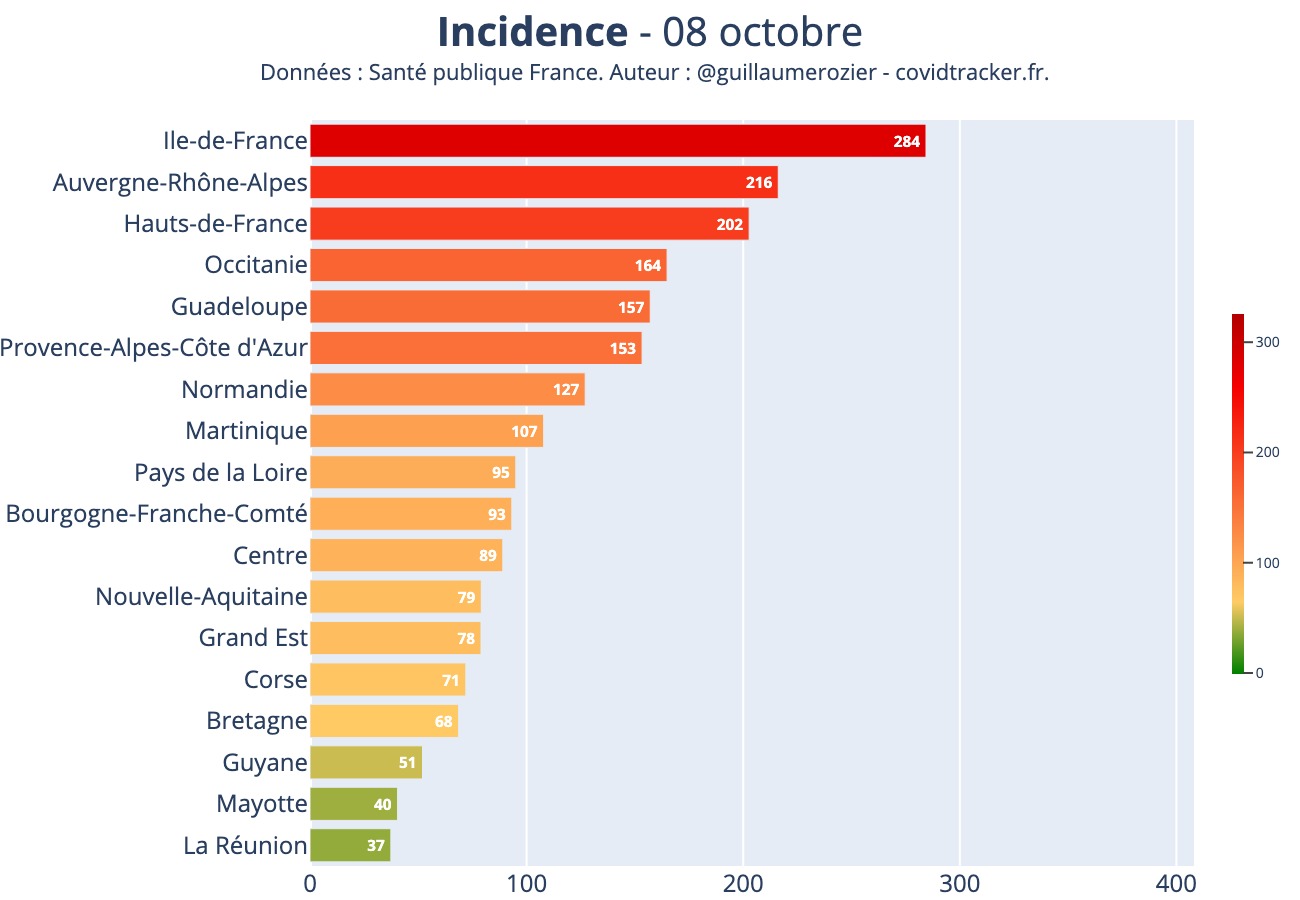 Incidence - 08 octobre
Données : Santé publique France. Auteur : @guillaumerozier - covidtracker.fr.
Ile-de-France 284
Auvergne-Rhône-Alpes 216
Hauts-de-France 202
Occitanie 164
Guadeloupe 157
Provence-Alpes-Côte d'Azur 153
Normandie 127
Martinique 107
Pays de la Loire 95
Bourgogne-Franche-Comté 93
Centre 89
Nouvelle-Aquitaine 79
Grand Est 78
Corse 71
Bretagne 68
Guyane 51
Mayotte 40
La Réunion 37
0 100 200 300 400
300
200
100
0